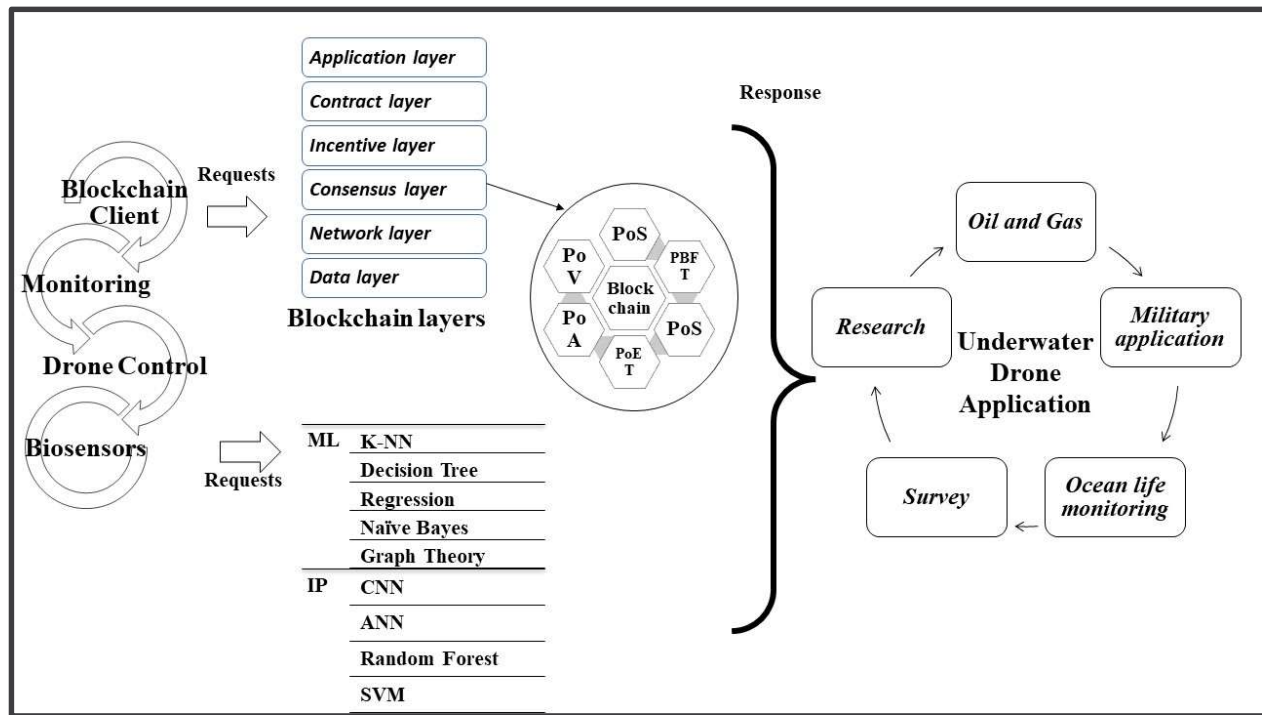 Blockchain
Client
Monitoring
Drone Control
Biosensors
Requests
Requests
Application layer
Contract layer
Incentive layer
Consensus layer
Network layer
Data layer
Blockchain layers
PoS
PBF
T
PoS
PoE
T
Po
A
Po
V
Block
chain
ML K-NN
Decision Tree
Regression
Naïve Bayes
Graph Theory
IP CNN
ANN
Random Forest
SVM
Response
Oil and Gas
Military
application
Ocean life
monitoring
Survey
Research
Underwater
Drone
Application